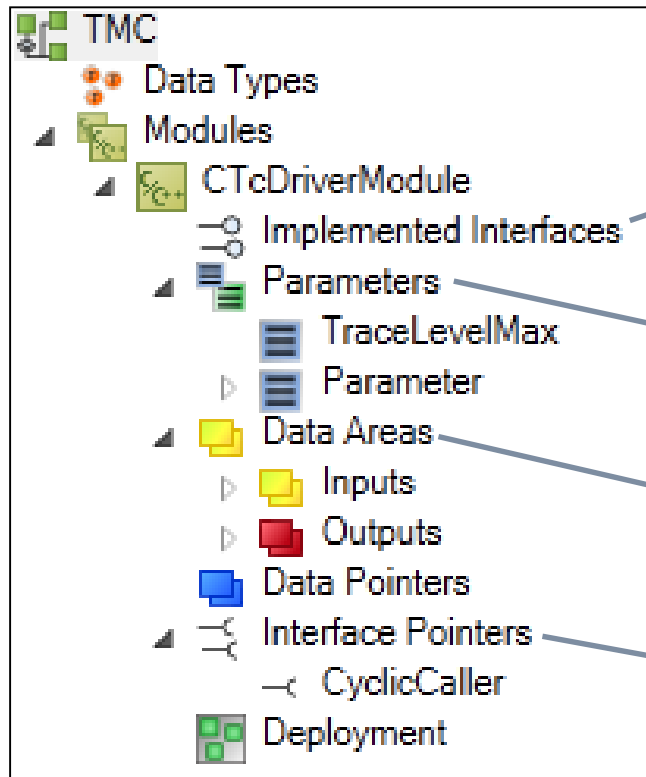 TMC
Data Types
Modules
CTcDriverModule
Implemented Interfaces
Parameters
TraceLevelMax
Parameter
Data Areas
Inputs
Outputs
Data Pointers
Interface Pointers
CyclicCaller
Deployment